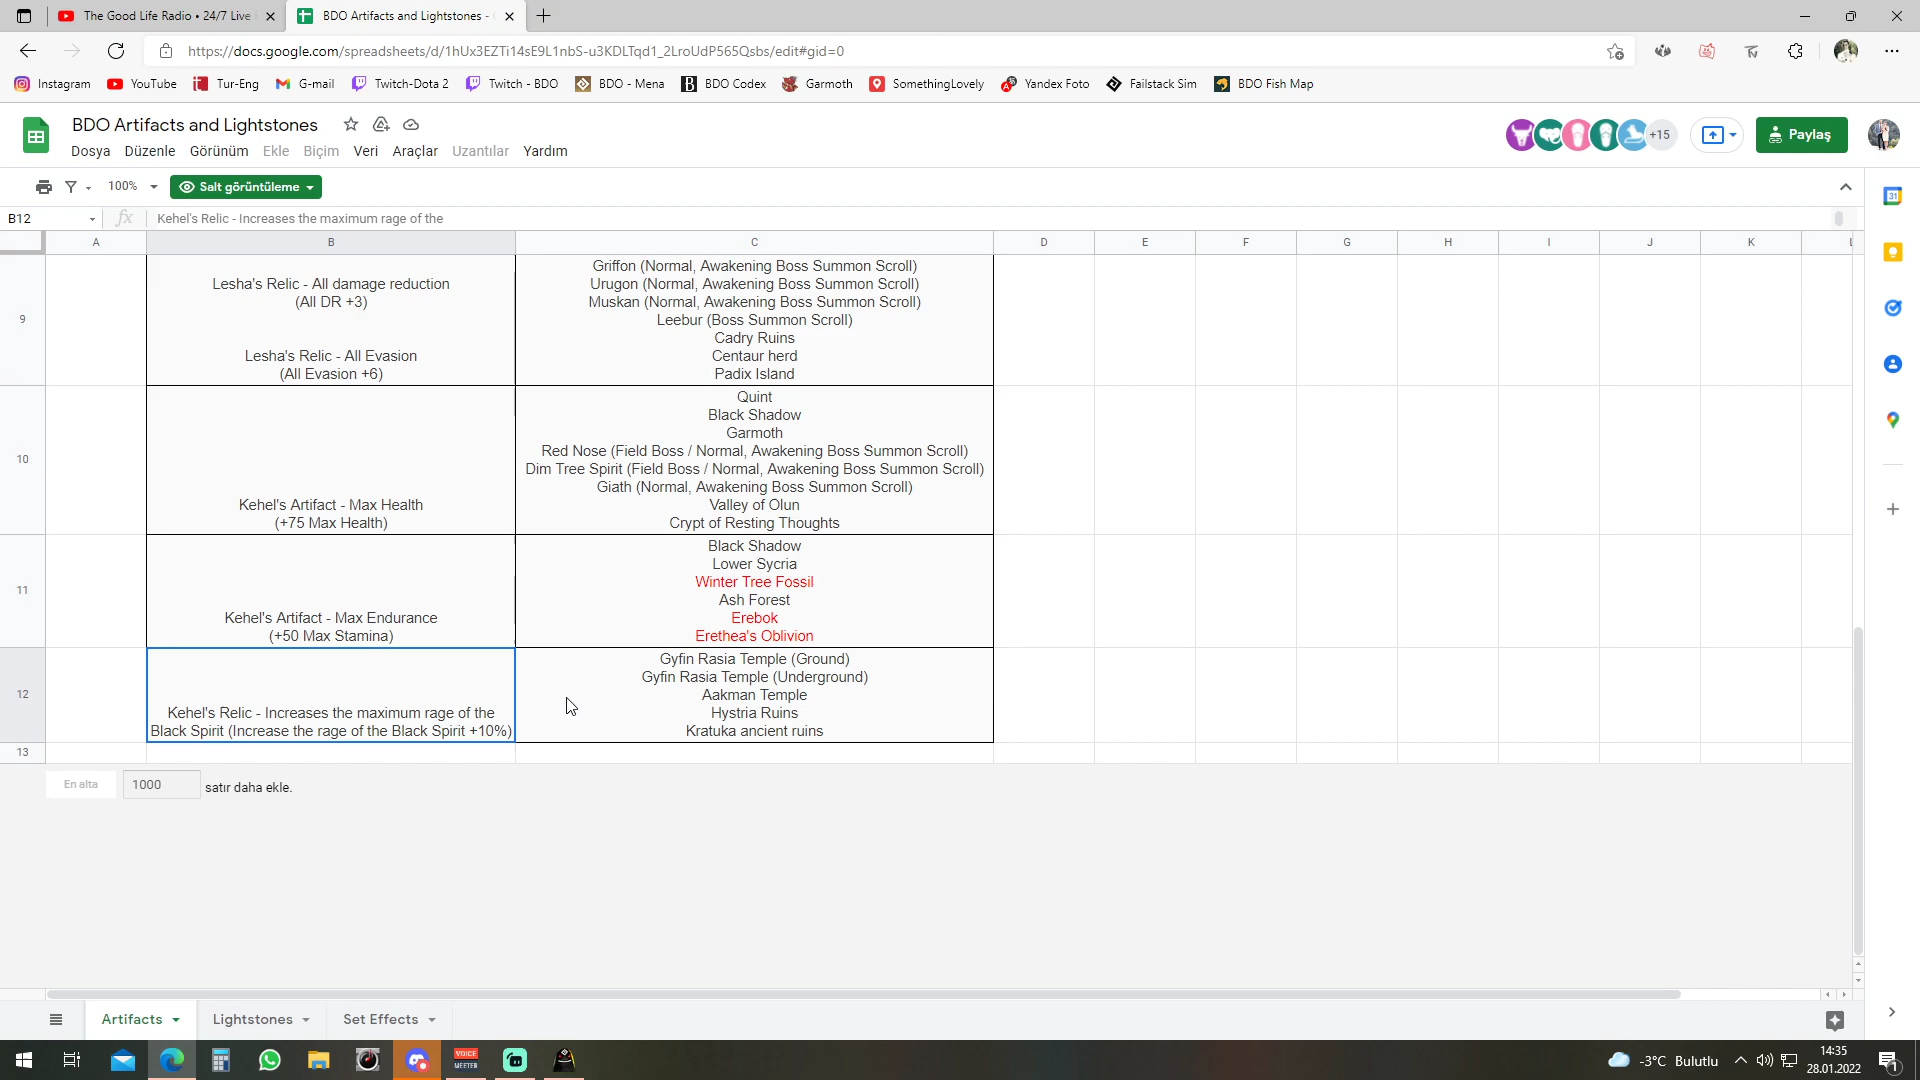 The Good Life Radio • 24/7 Live
BDO Artifacts and Lightstones -
https://docs.google.com/spreadsheets/d/1hUx3EZTi14sE9L1nbS-u3KDLTqd1_2LroUdP565Qsbs/edit#gid=0
Instagram
YouTube
Tur-Eng
G-mail
Twitch-Dota 2
Twitch - BDO
BDO - Mena
BDO Codex
Garmoth
SomethingLovely
Yandex Foto
Failstack Sim
BDO Fish Map
BDO Artifacts and Lightstones
+15
Paylaş
Dosya Düzenle Görünüm Ekle Biçim Veri Araçlar Uzantılar Yardım
100%
Salt görüntüleme
B12
fx
Kehel's Relic - Increases the maximum rage of the
A B C D E F G H I J K L
9
Lesha's Relic - All damage reduction
(All DR +3)
Lesha's Relic - All Evasion
(All Evasion +6)
Griffon (Normal, Awakening Boss Summon Scroll)
Urugon (Normal, Awakening Boss Summon Scroll)
Muskan (Normal, Awakening Boss Summon Scroll)
Leebur (Boss Summon Scroll)
Cadry Ruins
Centaur herd
Padix Island
10
Kehel's Artifact - Max Health
(+75 Max Health)
Quint
Black Shadow
Garmoth
Red Nose (Field Boss / Normal, Awakening Boss Summon Scroll)
Dim Tree Spirit (Field Boss / Normal, Awakening Boss Summon Scroll)
Giath (Normal, Awakening Boss Summon Scroll)
Valley of Olun
Crypt of Resting Thoughts
11
Kehel's Artifact - Max Endurance
(+50 Max Stamina)
Black Shadow
Lower Sycria
Winter Tree Fossil
Ash Forest
Erebok
Erethea's Oblivion
12
Kehel's Relic - Increases the maximum rage of the
Black Spirit (Increase the rage of the Black Spirit +10%)
Gyfin Rasia Temple (Ground)
Gyfin Rasia Temple (Underground)
Aakman Temple
Hystria Ruins
Kratuka ancient ruins
13
En alta
1000
satır daha ekle.
31
Artifacts
Lightstones
Set Effects
VOICE
MEETER
-3°C Bulutlu
14:35
28.01.2022
1